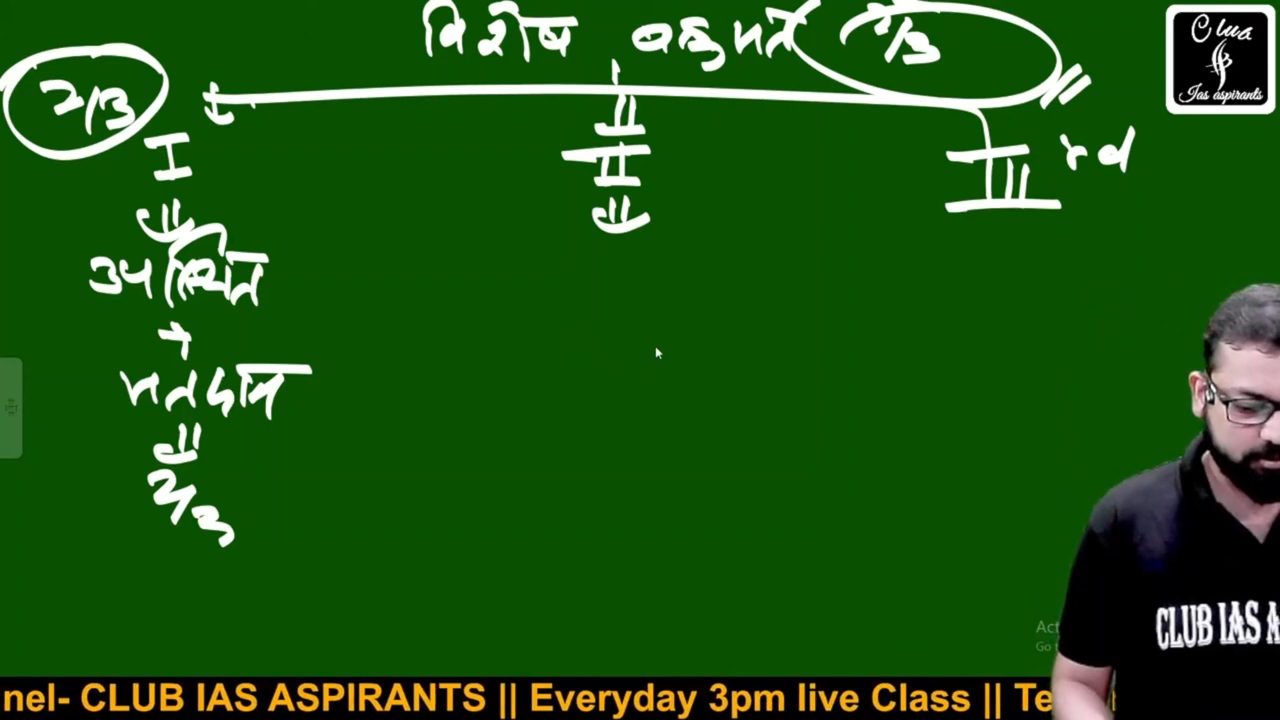 विशेष बहुमत 2/3
2/3
I
II
III rd
उपस्थित
+
मतदान
2/3
Club
Ias aspirants
CLUB IAS A
nel- CLUB IAS ASPIRANTS || Everyday 3pm live Class || Te